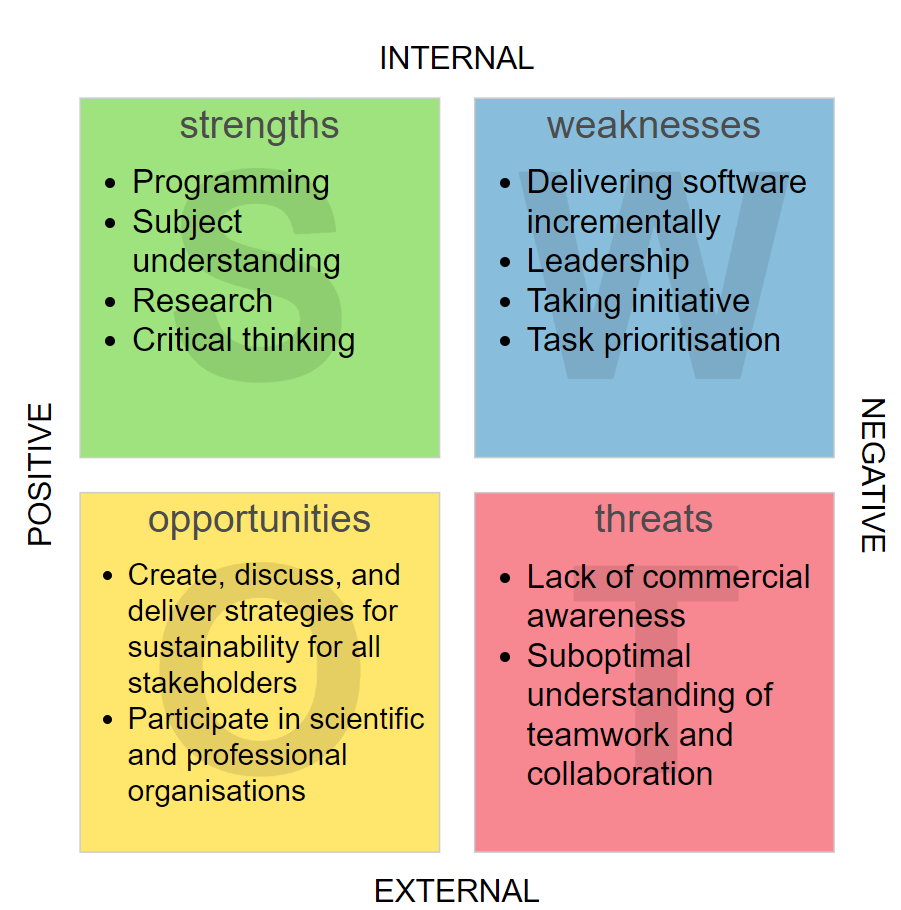 INTERNAL
strengths
• Programming
• Subject
understanding
• Research
• Critical thinking
S
weaknesses
• Delivering software
incrementally
• Leadership
• Taking initiative
• Task prioritisation
W
POSITIVE
NEGATIVE
opportunities
• Create, discuss, and
deliver strategies for
sustainability for all
stakeholders
• Participate in scientific
and professional
organisations
O
threats
• Lack of commercial
awareness
• Suboptimal
understanding of
teamwork and
collaboration
T
EXTERNAL